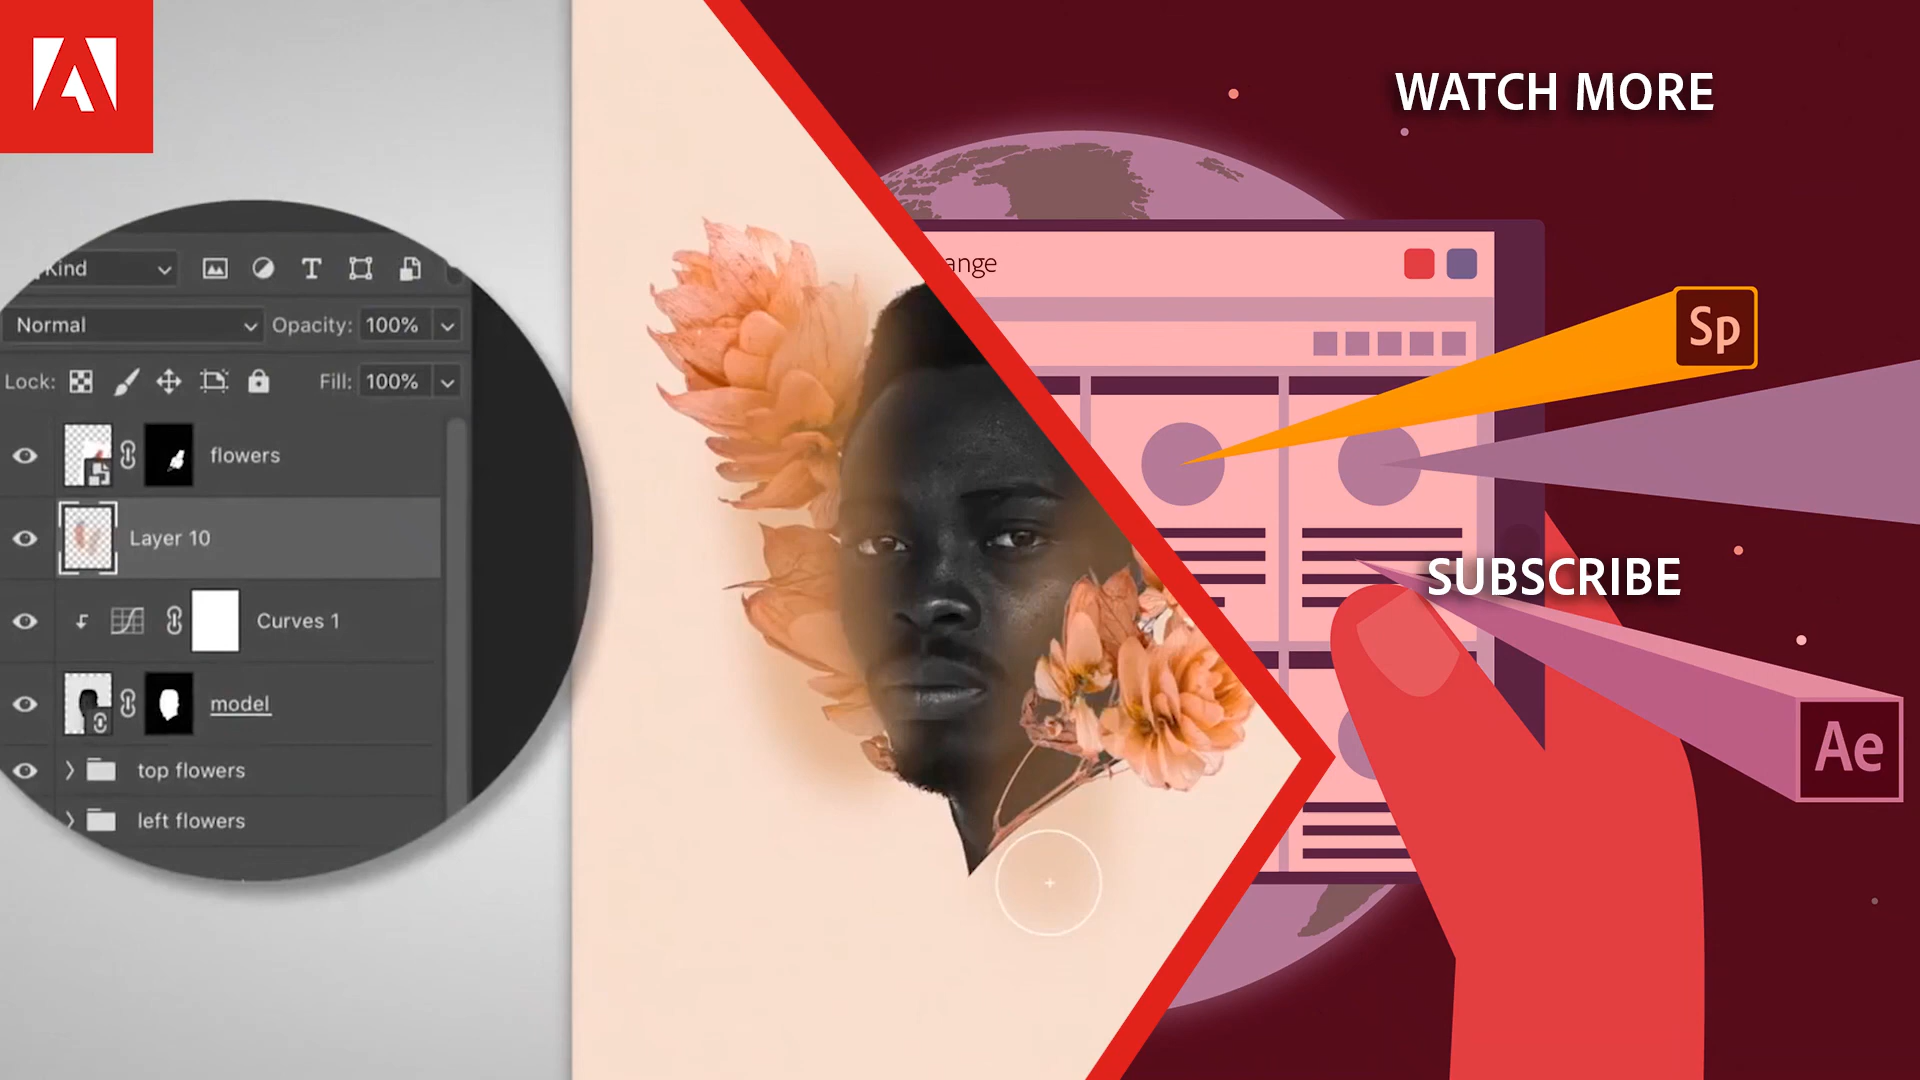 Kind
Normal
Opacity: 100%
Lock:
Fill: 100%
flowers
Layer 10
Curves 1
model
top flowers
left flowers
ange
WATCH MORE
Sp
SUBSCRIBE
Ae